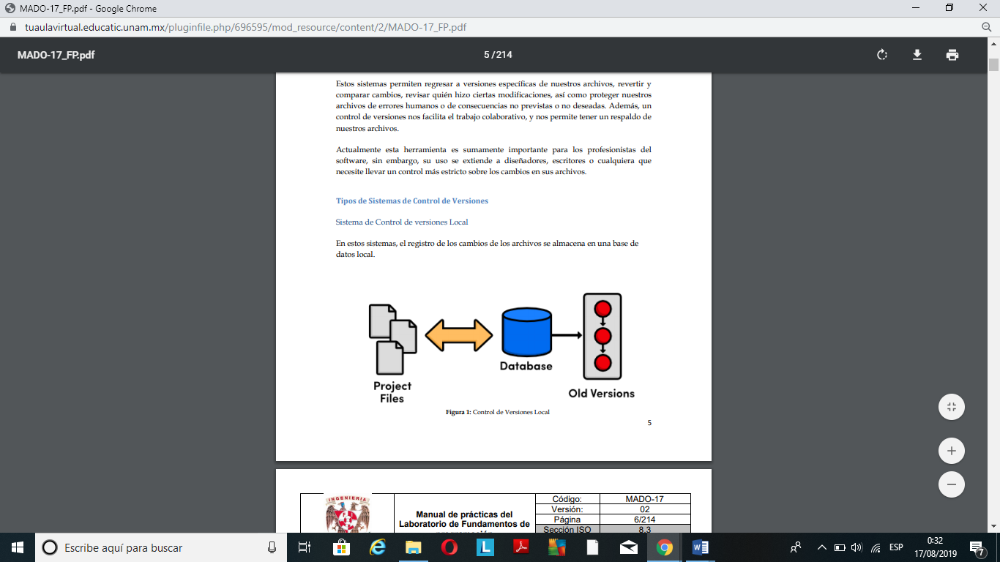 MADO-17_FP.pdf - Google Chrome
tuaulavirtual.educatic.unam.mx/pluginfile.php/696595/mod_resource/content/2/MADO-17_FP.pdf
MADO-17_FP.pdf
5 / 214
Estos sistemas permiten regresar a versiones específicas de nuestros archivos, revertir y
comparar cambios, revisar quién hizo ciertas modificaciones, así como proteger nuestros
archivos de errores humanos o de consecuencias no previstas o no deseadas. Además, un
control de versiones nos facilita el trabajo colaborativo, y nos permite tener un respaldo de
nuestros archivos.
Actualmente esta herramienta es sumamente importante para los profesionistas del
software, sin embargo, su uso se extiende a diseñadores, escritores o cualquiera que
necesite llevar un control más estricto sobre los cambios en sus archivos.
Tipos de Sistemas de Control de Versiones
Sistema de Control de versiones Local
En estos sistemas, el registro de los cambios de los archivos se almacena en una base de
datos local.
Project
Files
Database
Old Versions
Figura 1: Control de Versiones Local
5
INGENIERIA
Manual de prácticas del
Laboratorio de Fundamentos de
Código: MADO-17
Versión: 02
Página 6/214
Sección ISO 8.3
Escribe aquí para buscar
ESP
0:32
17/08/2019
7